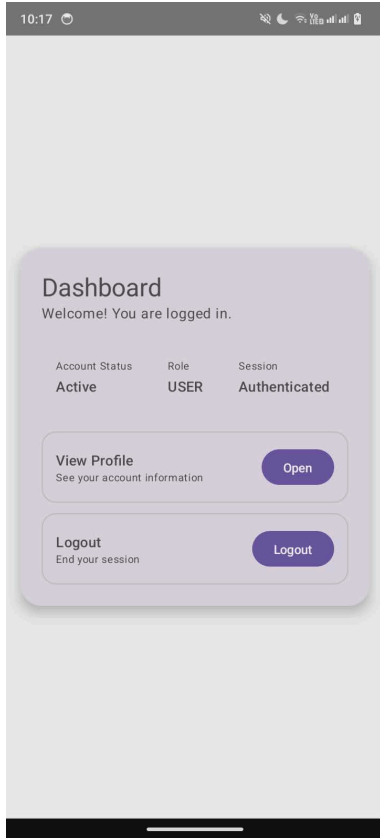 10:17
Dashboard
Welcome! You are logged in.
Account Status Role Session
Active USER Authenticated
View Profile
See your account information
Open
Logout
End your session
Logout